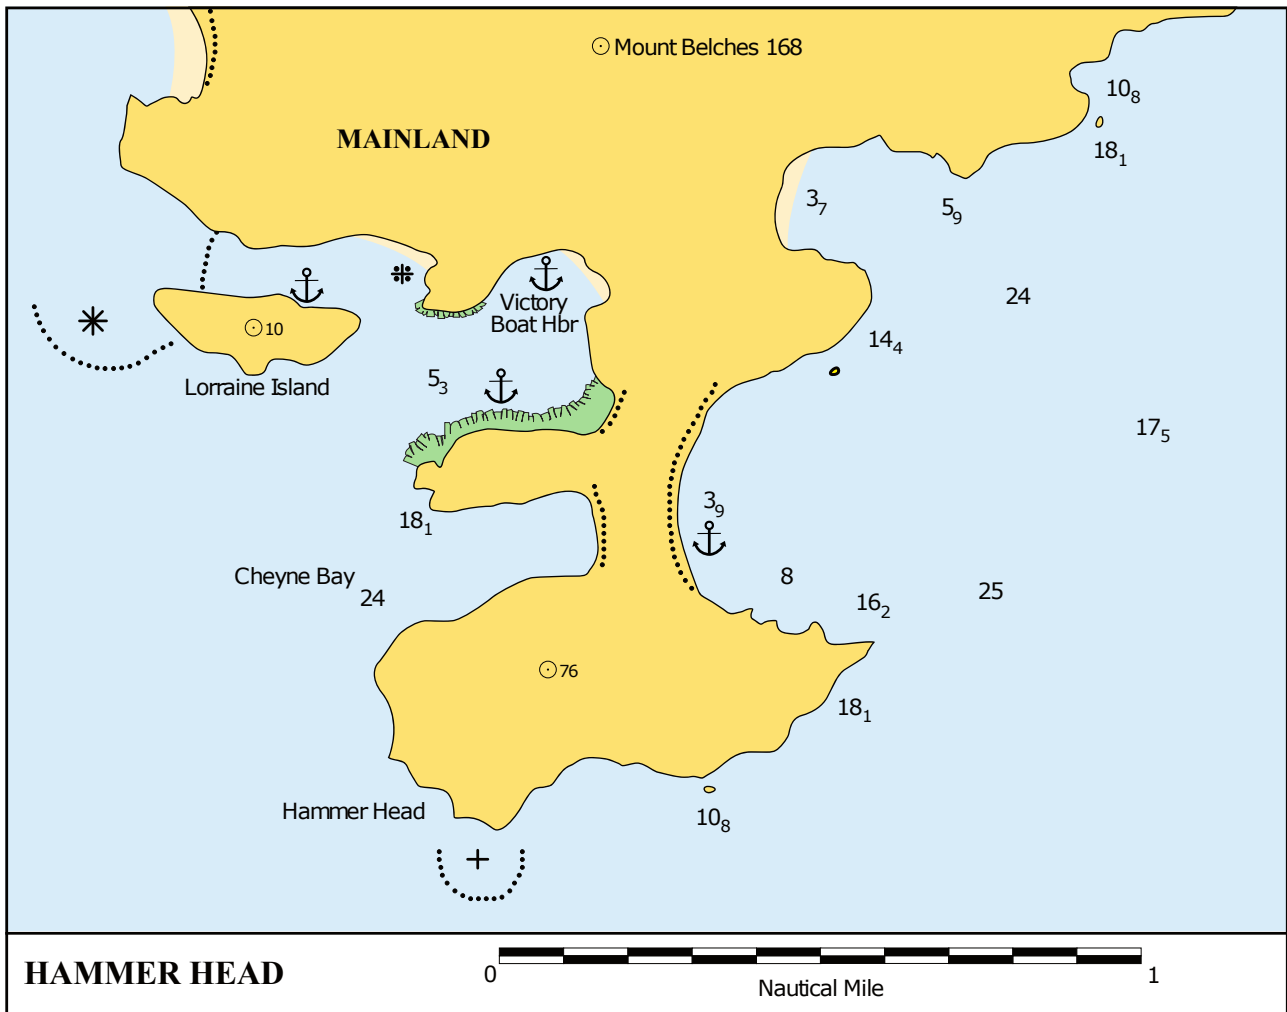 Mount Belches 168
10₈
MAINLAND
18₁
3₇
5₉
24
Victory
Boat Hbr
10
14₄
Lorraine Island
5₃
17₅
3₉
18₁
Cheyne Bay
24
8
16₂
25
76
18₁
Hammer Head
10₈
HAMMER HEAD
0
1
Nautical Mile